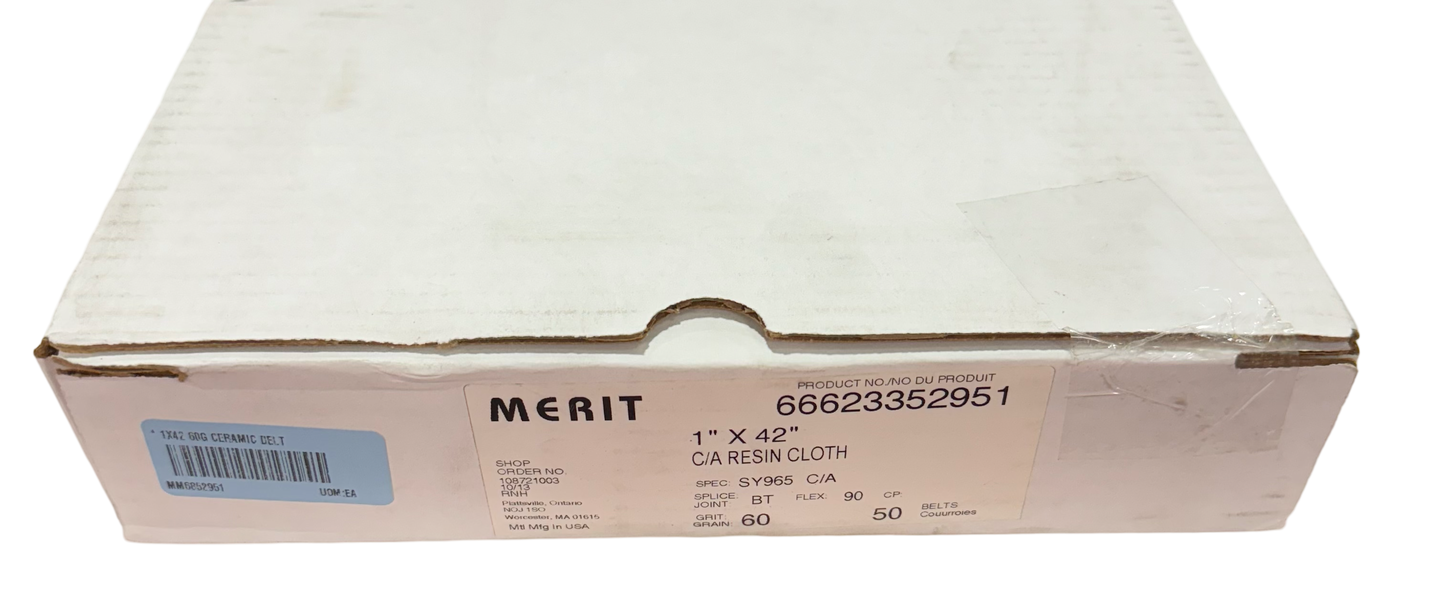 1X42 60G CERAMIC BELT
MM6852951
UOM:EA
MERIT
PRODUCT NO./NO DU PRODUIT
66623352951
1" X 42"
C/A RESIN CLOTH
SHOP
ORDER NO.
108721003
10/13
RNH
Plattsville, Ontario
N0J 1S0
Worcester, MA 01615
Mtl Mfg In USA
SPEC: SY965 C/A
SPLICE: JOINT BT FLEX: 90 CP:
GRIT: GRAIN: 60 50 BELTS Courroies